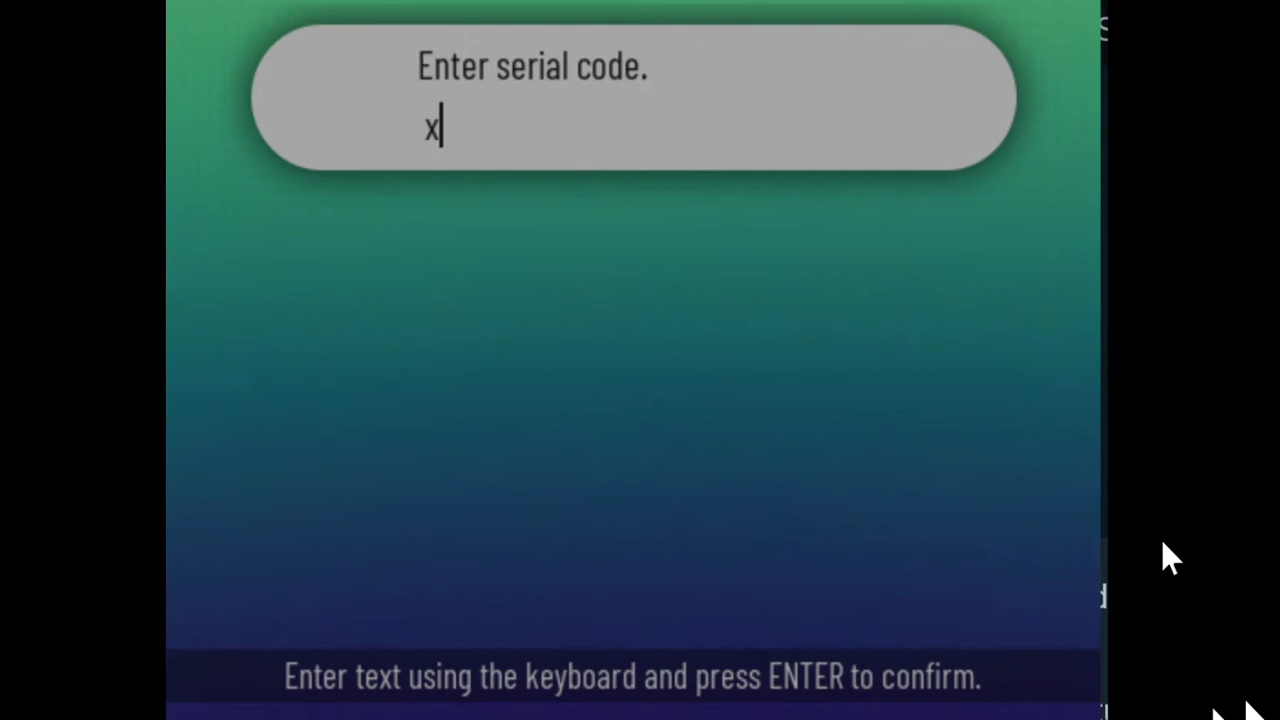 Enter serial code.
x
Enter text using the keyboard and press ENTER to confirm.